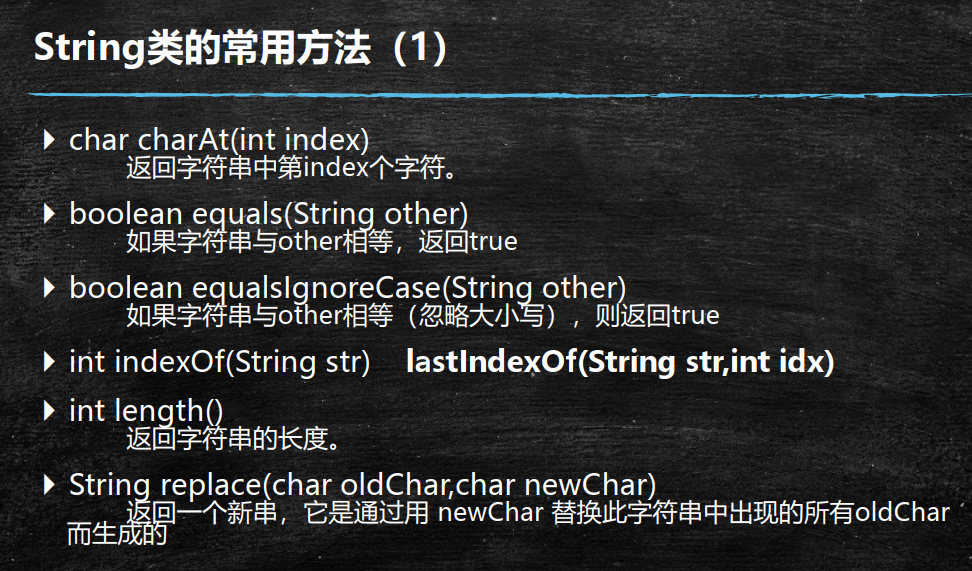 String类的常用方法（1）
char charAt(int index)
返回字符串中第index个字符。
boolean equals(String other)
如果字符串与other相等，返回true
boolean equalsIgnoreCase(String other)
如果字符串与other相等（忽略大小写），则返回true
int indexOf(String str) lastIndexOf(String str,int idx)
int length()
返回字符串的长度。
String replace(char oldChar,char newChar)
返回一个新串，它是通过用 newChar 替换此字符串中出现的所有oldChar
而生成的